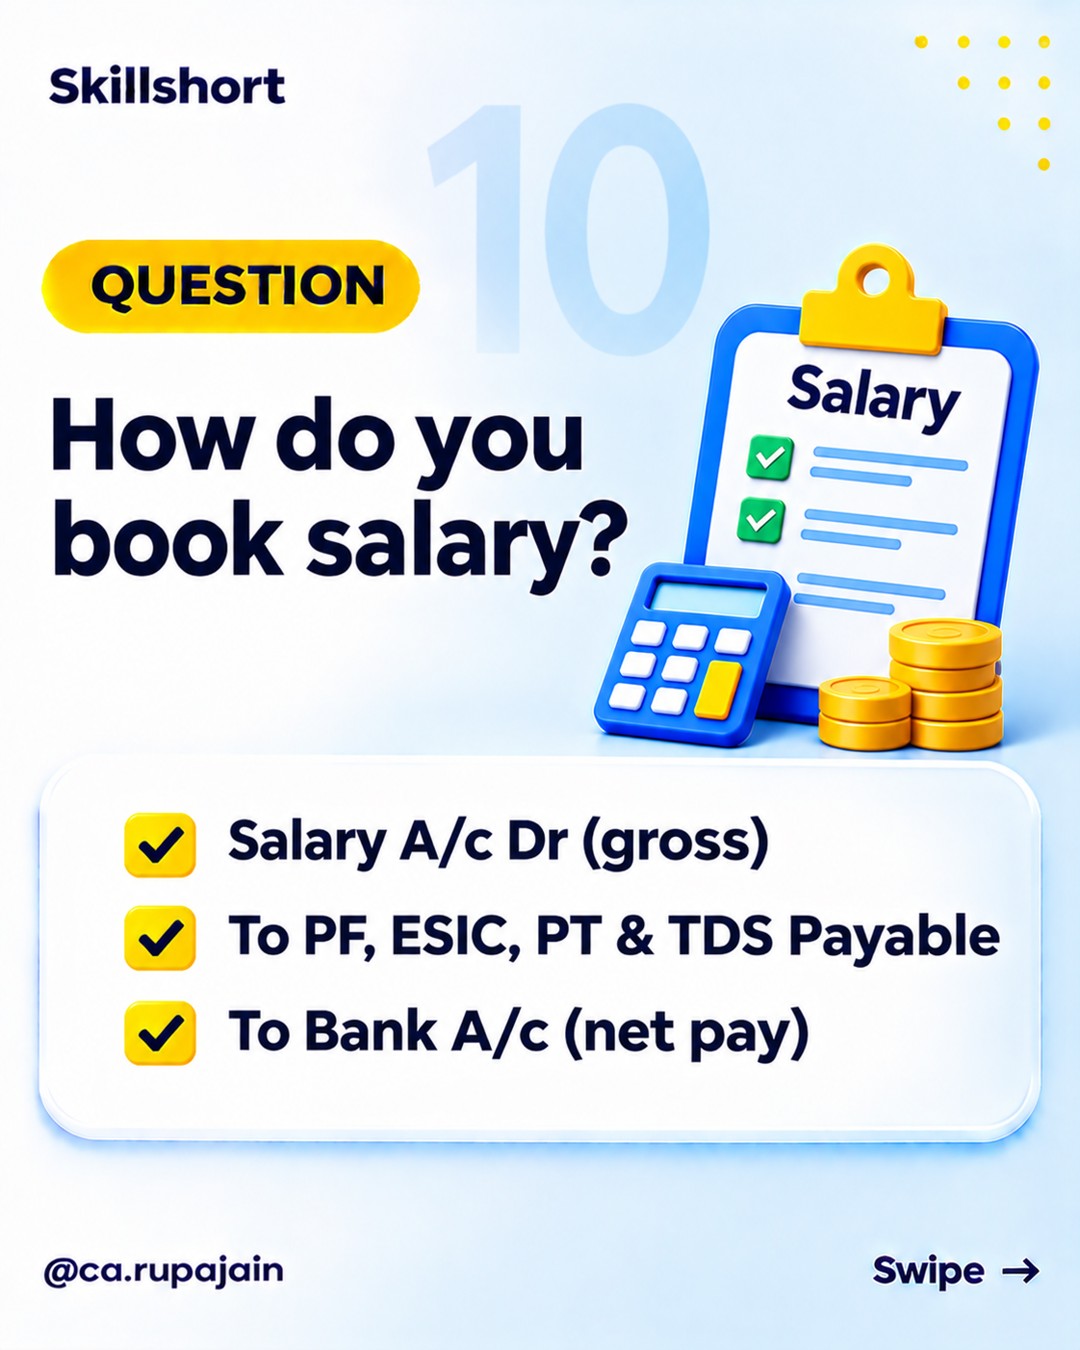 Skillshort
10
QUESTION
How do you
book salary?
Salary
Salary A/c Dr (gross)
To PF, ESIC, PT & TDS Payable
To Bank A/c (net pay)
@ca.rupajain
Swipe →